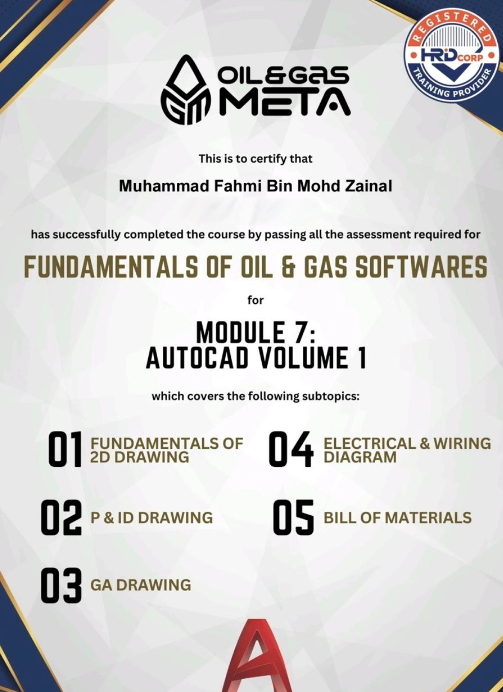 REGISTERED
HRD CORP
TRAINING PROVIDER
GM
OIL & GAS
META
This is to certify that
Muhammad Fahmi Bin Mohd Zainal
has successfully completed the course by passing all the assessment required for
FUNDAMENTALS OF OIL & GAS SOFTWARES
for
MODULE 7:
AUTOCAD VOLUME 1
which covers the following subtopics:
01 FUNDAMENTALS OF
2D DRAWING
04 ELECTRICAL & WIRING
DIAGRAM
02 P & ID DRAWING
05 BILL OF MATERIALS
03 GA DRAWING
A